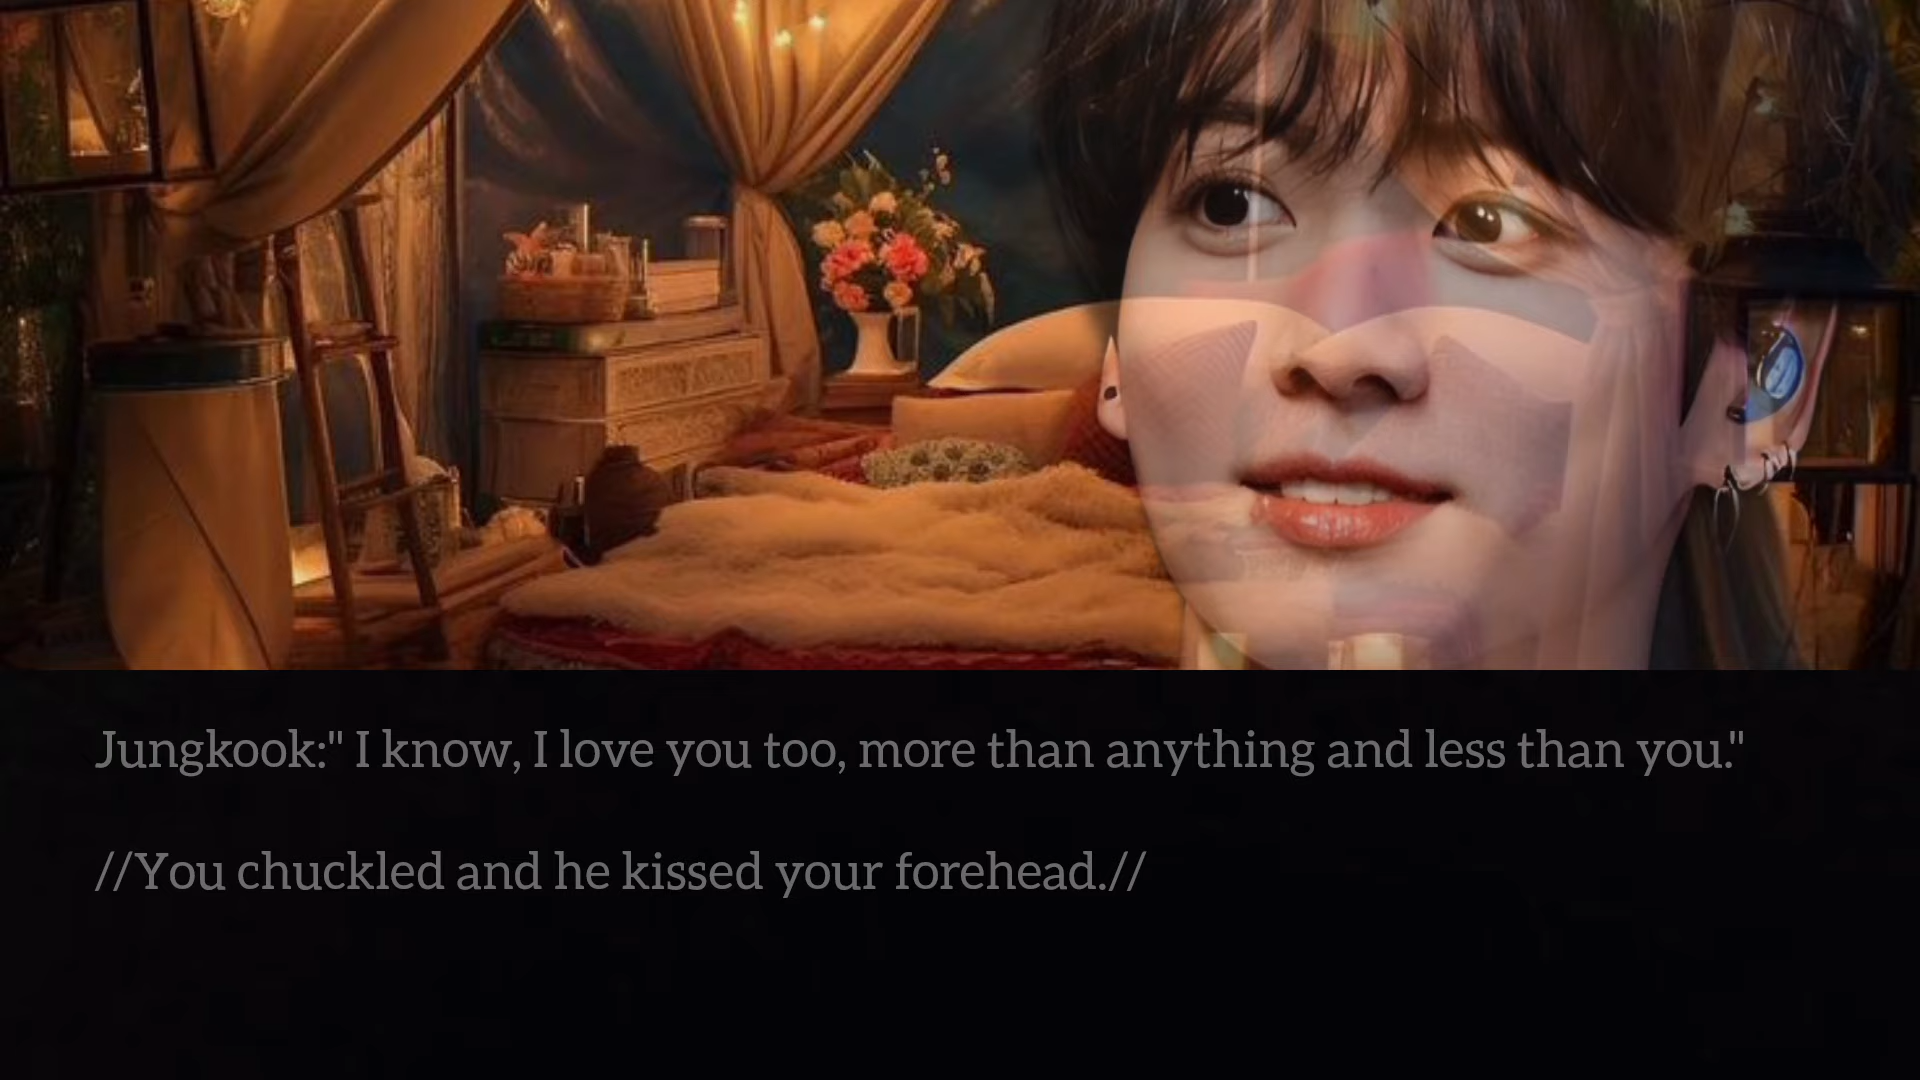 Jungkook:" I know, I love you too, more than anything and less than you."
//You chuckled and he kissed your forehead.//